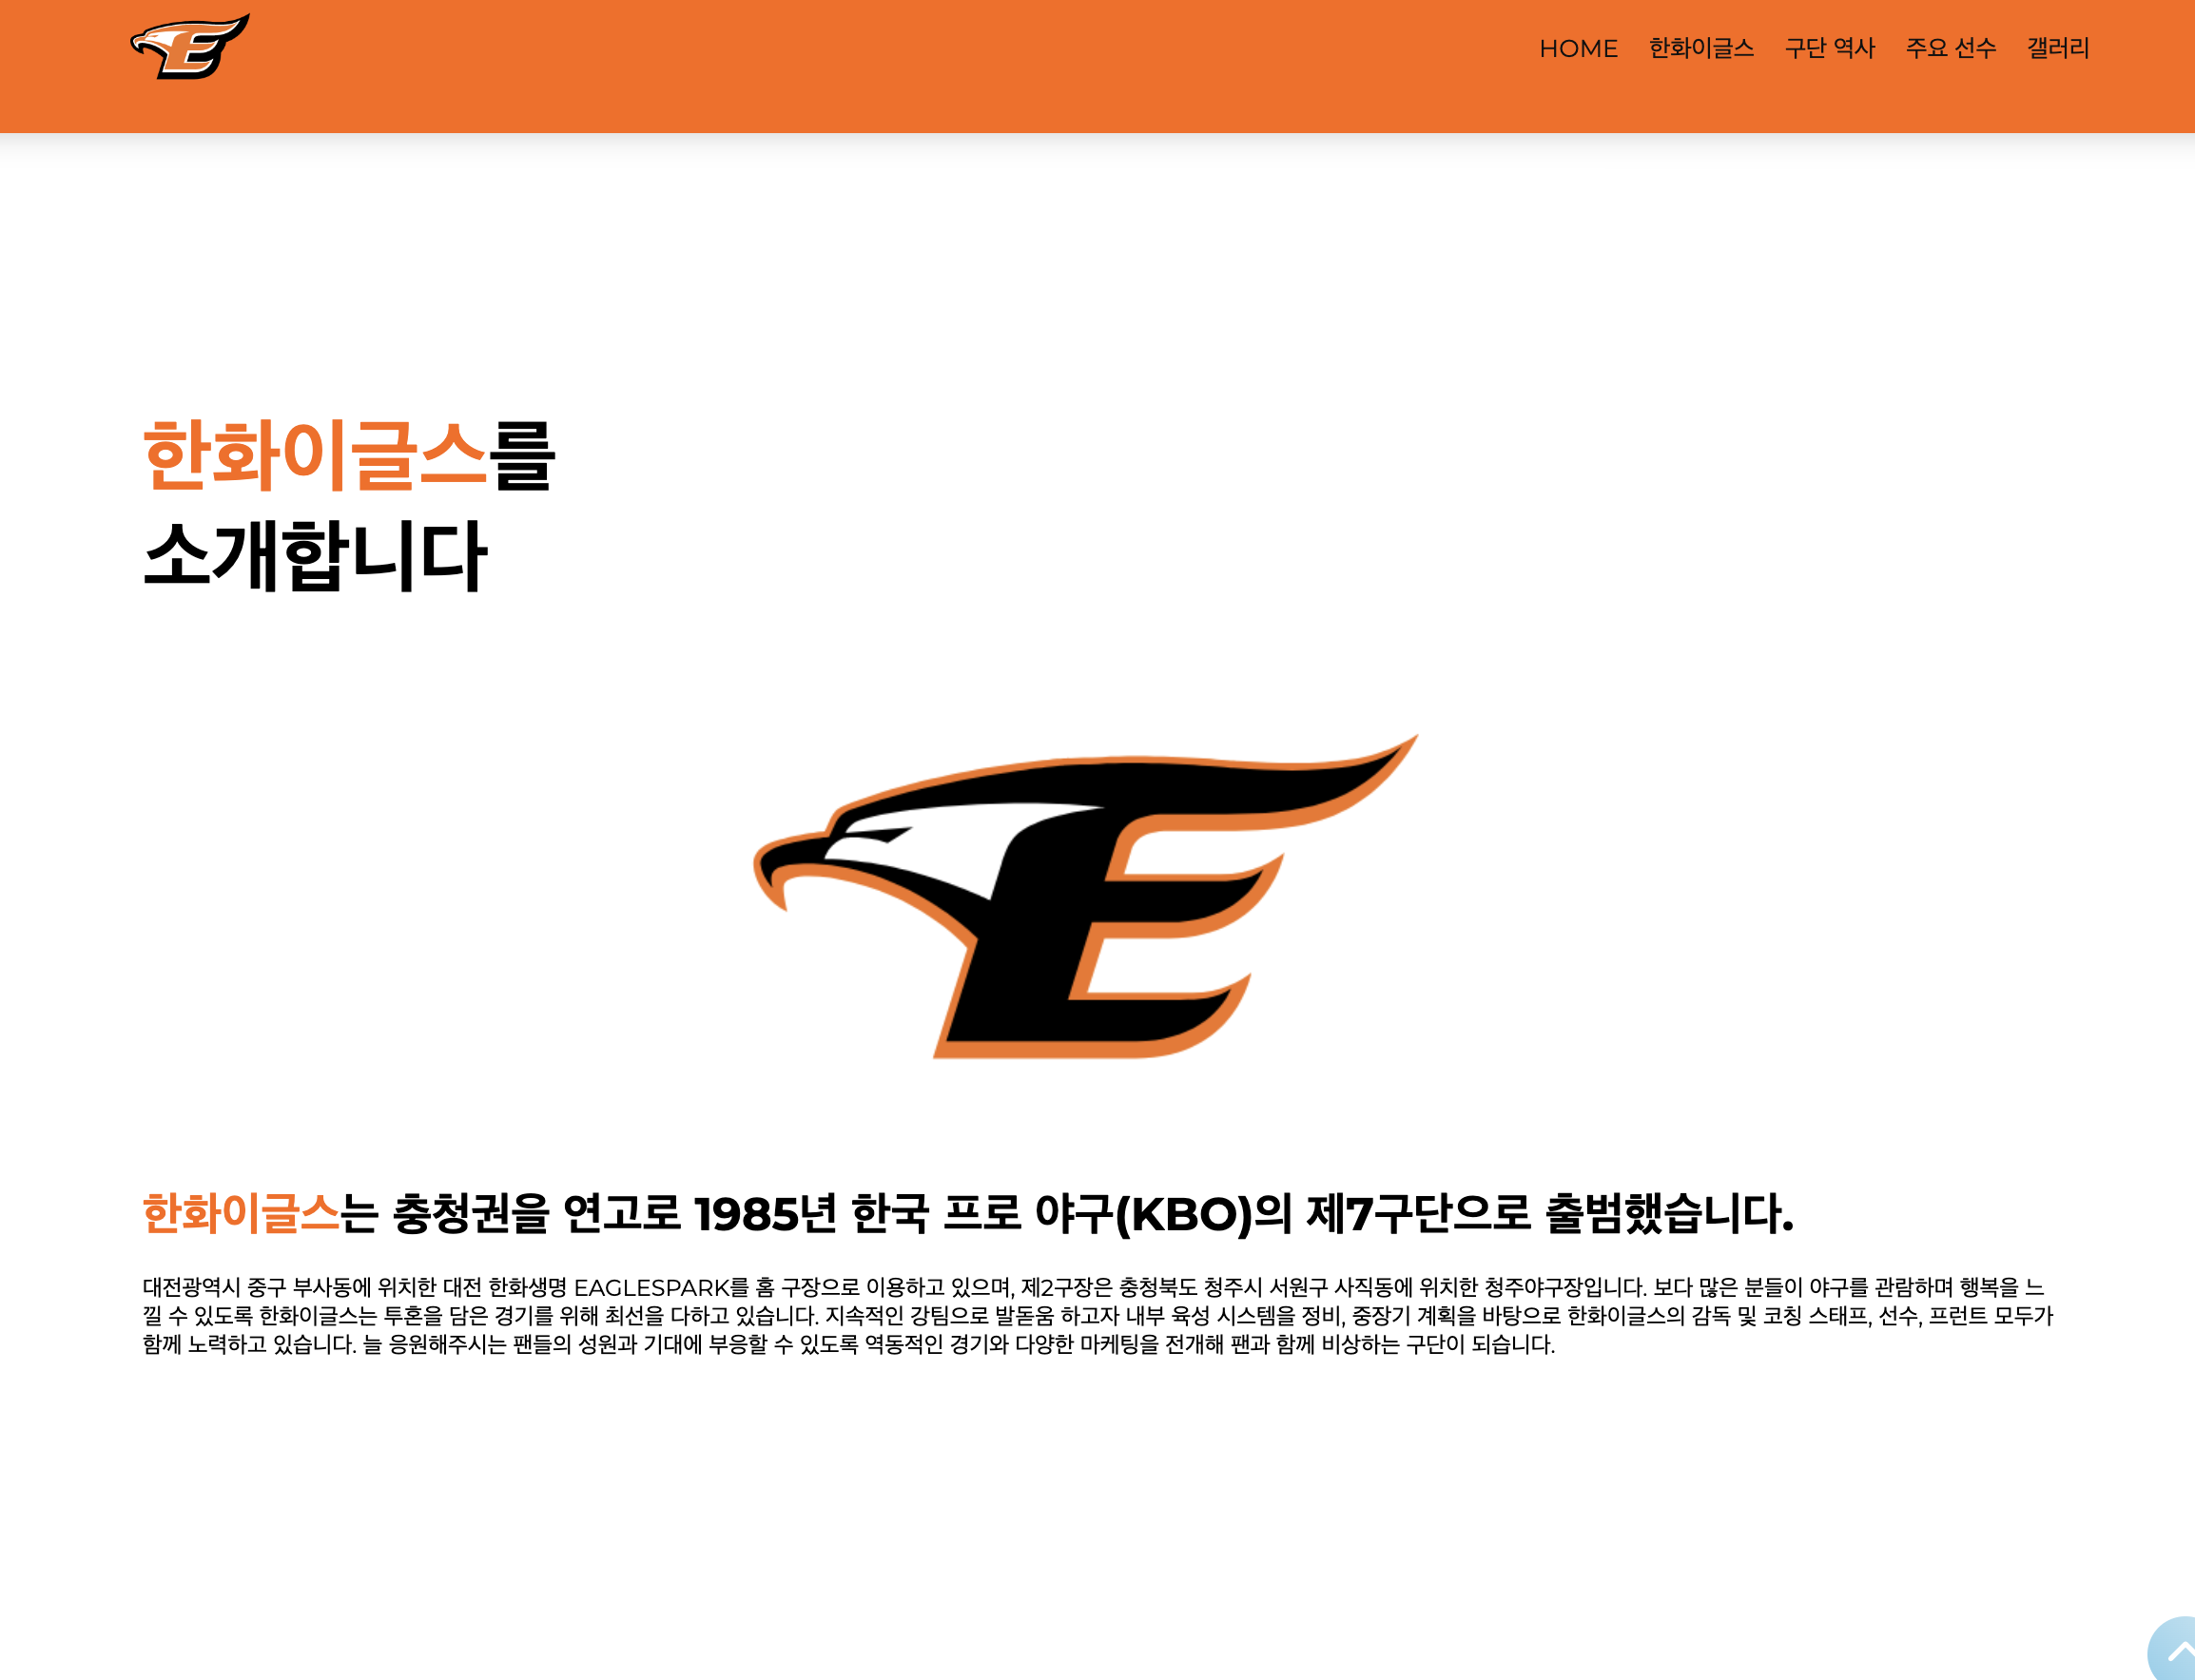 HOME 한화이글스 구단 역사 주요 선수 갤러리
한화이글스를
소개합니다
한화이글스는 충청권을 연고로 1985년 한국 프로 야구(KBO)의 제7구단으로 출범했습니다.
대전광역시 중구 부사동에 위치한 대전 한화생명 EAGLESPARK를 홈 구장으로 이용하고 있으며, 제2구장은 충청북도 청주시 서원구 사직동에 위치한 청주야구장입니다. 보다 많은 분들이 야구를 관람하며 행복을 느
낄 수 있도록 한화이글스는 투혼을 담은 경기를 위해 최선을 다하고 있습니다. 지속적인 강팀으로 발돋움 하고자 내부 육성 시스템을 정비, 중장기 계획을 바탕으로 한화이글스의 감독 및 코칭 스태프, 선수, 프런트 모두가
함께 노력하고 있습니다. 늘 응원해주시는 팬들의 성원과 기대에 부응할 수 있도록 역동적인 경기와 다양한 마케팅을 전개해 팬과 함께 비상하는 구단이 되습니다.